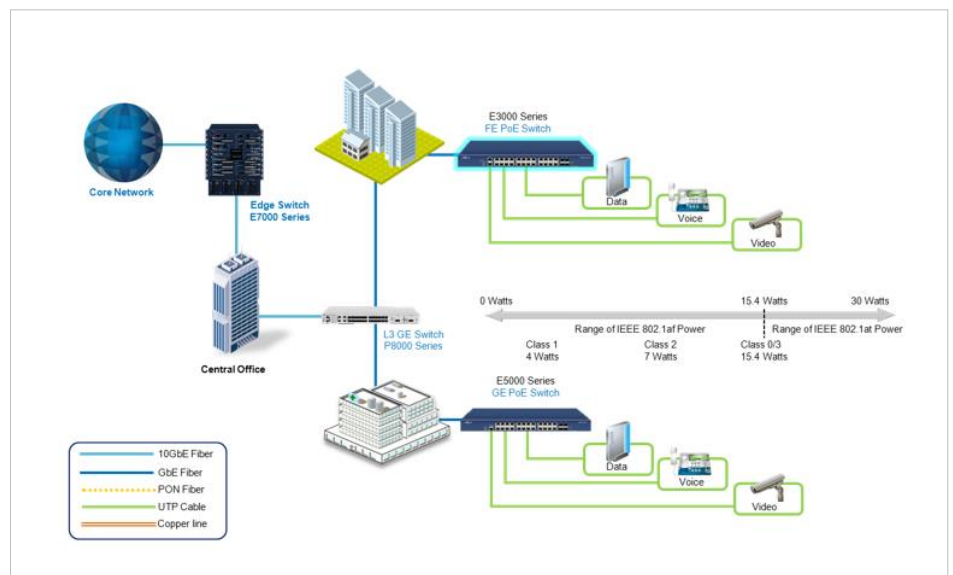 E3000 Series
FE PoE Switch
Core Network
Edge Switch
E7000 Series
Data
Voice
Video
0 Watts
15.4 Watts
30 Watts
Range of IEEE 802.1af Power
Range of IEEE 802.1at Power
L3 GE Switch
P8000 Series
Class 1
4 Watts
Class 2
7 Watts
Class 0/3
15.4 Watts
Central Office
E5000 Series
GE PoE Switch
Data
Voice
Video
10GbE Fiber
GbE Fiber
PON Fiber
UTP Cable
Copper line